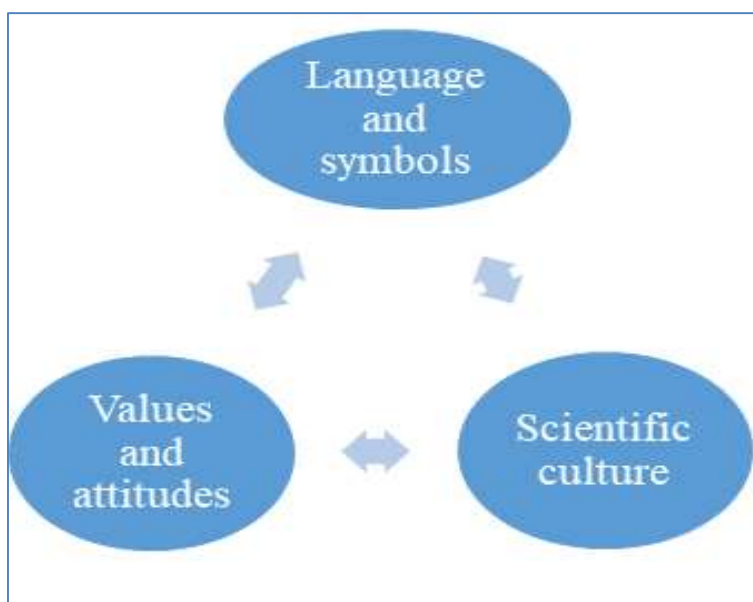 Language
and
symbols
Values
and
attitudes
Scientific
culture